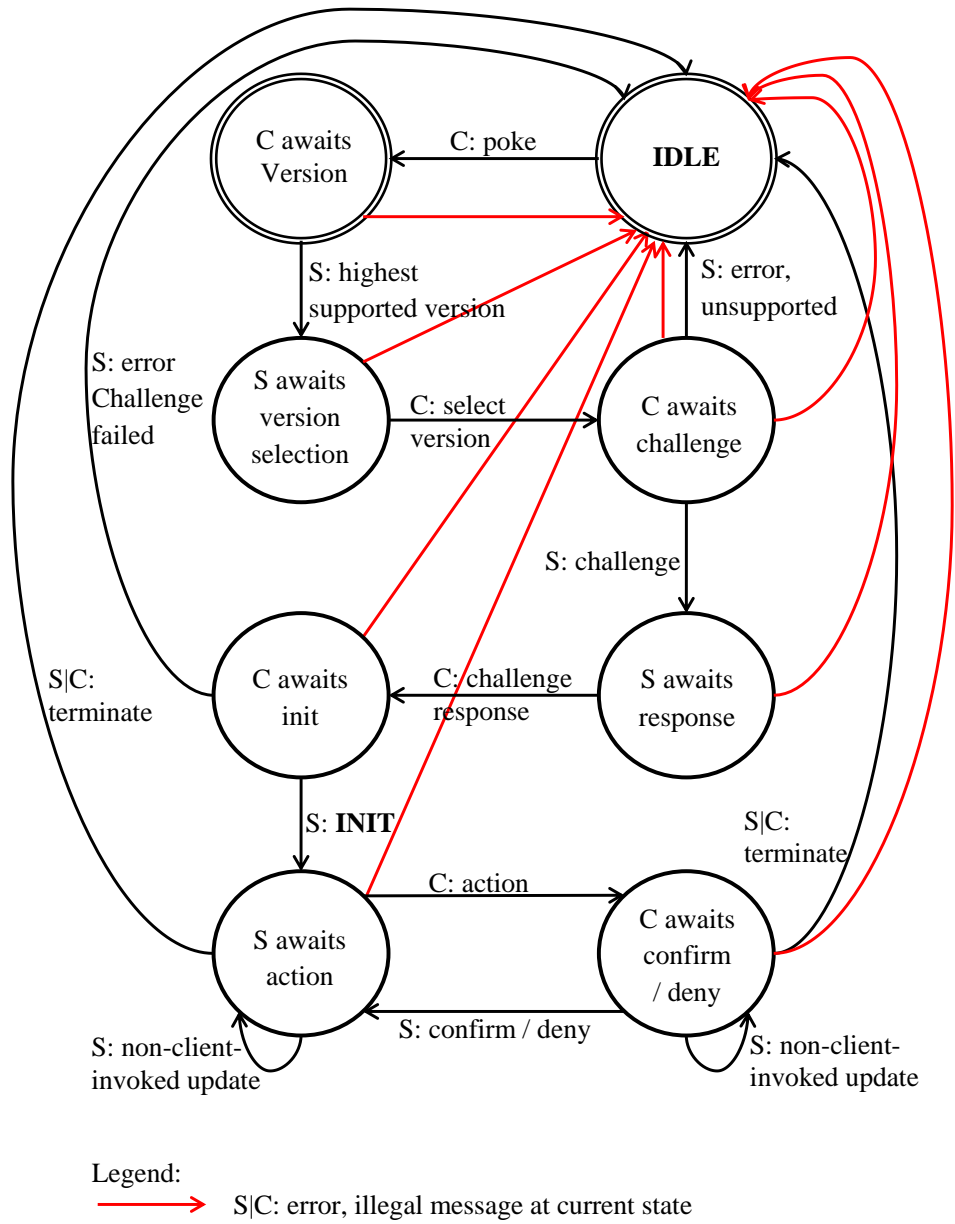 C awaits
Version
C: poke
IDLE
S: highest
supported version
S: error,
unsupported
S: error
Challenge
failed
S awaits
version
selection
C: select
version
C awaits
challenge
S: challenge
S|C:
terminate
C awaits
init
C: challenge
response
S awaits
response
S: INIT
S|C:
terminate
C: action
S awaits
action
C awaits
confirm
/ deny
S: confirm / deny
S: non-client-
invoked update
S: non-client-
invoked update
Legend:
S|C: error, illegal message at current state